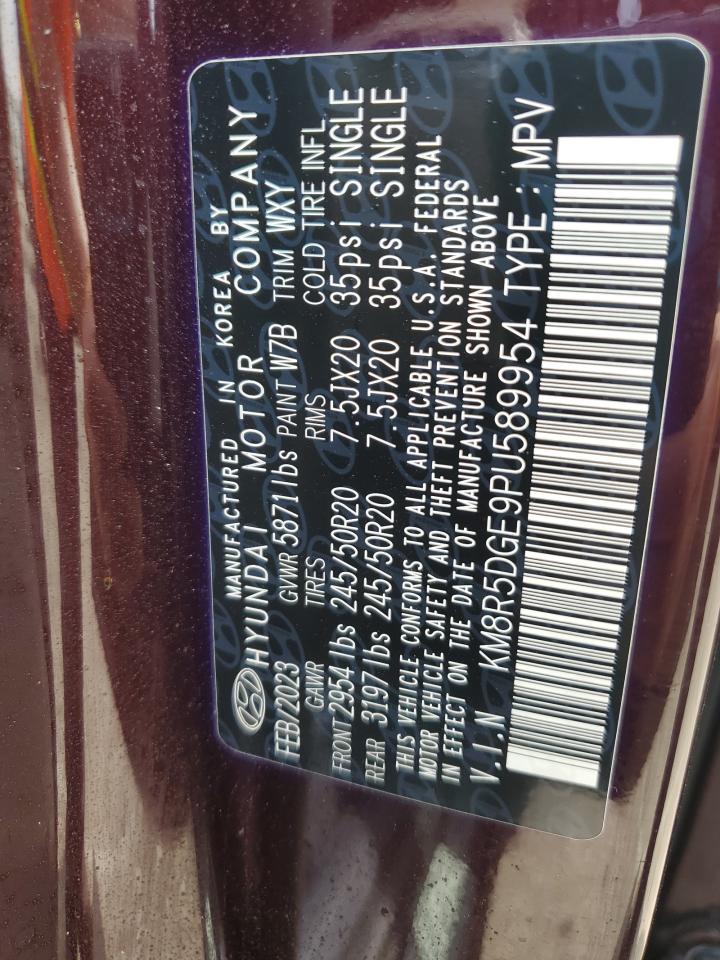 MANUFACTURED IN KOREA BY
HYUNDAI MOTOR COMPANY
FEB/2023 GVWR 5871lbs PAINT W7B TRIM WXY
GAWR TIRES RIMS COLD TIRE INFL.
FRONT 2954lbs 245/50R20 7.5JX20 35psi SINGLE
REAR 3197lbs 245/50R20 7.5JX20 35psi SINGLE
THIS VEHICLE CONFORMS TO ALL APPLICABLE U.S.A. FEDERAL
MOTOR VEHICLE SAFETY AND THEFT PREVENTION STANDARDS
IN EFFECT ON THE DATE OF MANUFACTURE SHOWN ABOVE
V.I.N KM8R5DGE9PU589954 TYPE : MPV